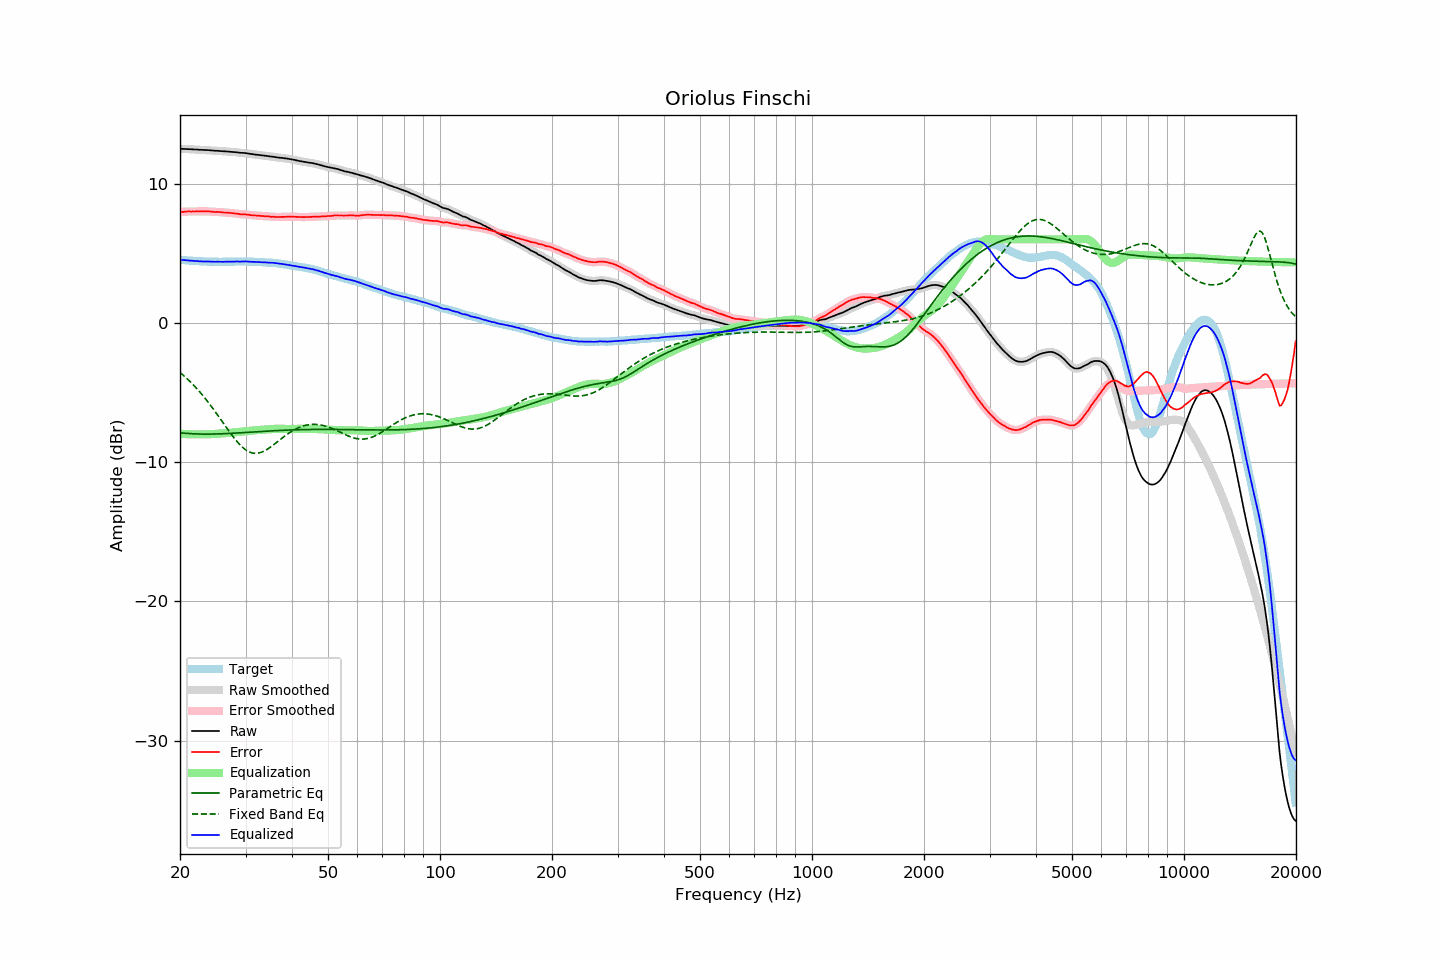 Oriolus Finschi
Amplitude (dBr)
10
0
−10
−20
−30
Target
Raw Smoothed
Error Smoothed
Raw
Error
Equalization
Parametric Eq
Fixed Band Eq
Equalized
20 50 100 200 500 1000 2000 5000 10000 20000
Frequency (Hz)